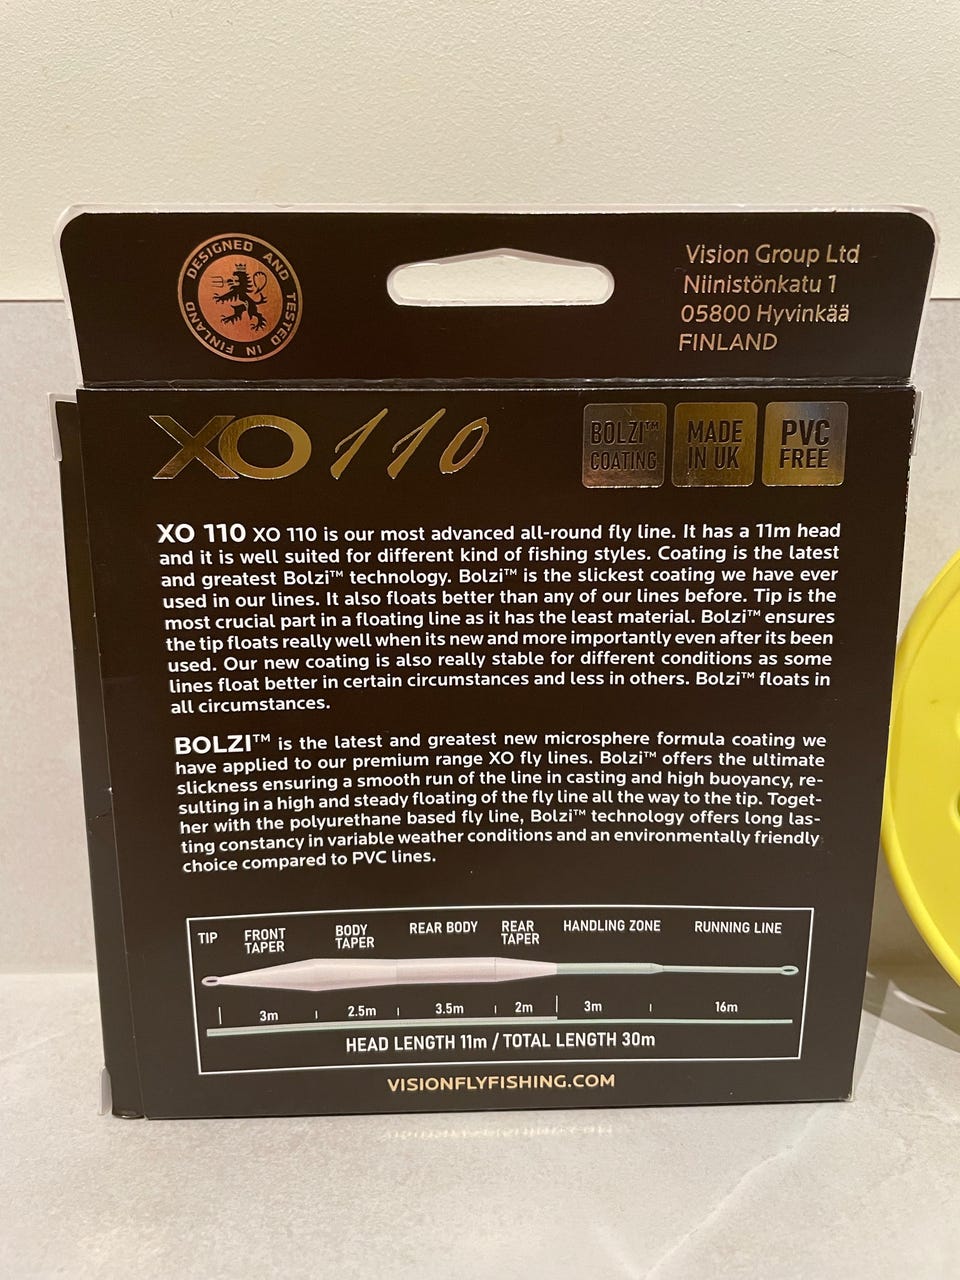 DESIGNED AND TESTED IN FINLAND
Vision Group Ltd
Niinistönkatu 1
05800 Hyvinkää
FINLAND
XO 110
BOLZI™ COATING
MADE IN UK
PVC FREE
XO 110 XO 110 is our most advanced all-round fly line. It has a 11m head
and it is well suited for different kind of fishing styles. Coating is the latest
and greatest Bolzi™ technology. Bolzi™ is the slickest coating we have ever
used in our lines. It also floats better than any of our lines before. Tip is the
most crucial part in a floating line as it has the least material. Bolzi™ ensures
the tip floats really well when its new and more importantly even after its been
used. Our new coating is also really stable for different conditions as some
lines float better in certain circumstances and less in others. Bolzi™ floats in
all circumstances.
BOLZI™ is the latest and greatest new microsphere formula coating we
have applied to our premium range XO fly lines. Bolzi™ offers the ultimate
slickness ensuring a smooth run of the line in casting and high buoyancy, re-
sulting in a high and steady floating of the fly line all the way to the tip. Toget-
her with the polyurethane based fly line, Bolzi™ technology offers long las-
ting constancy in variable weather conditions and an environmentally friendly
choice compared to PVC lines.
TIP FRONT TAPER BODY TAPER REAR BODY REAR TAPER HANDLING ZONE RUNNING LINE
3m 2.5m 3.5m 2m 3m 16m
HEAD LENGTH 11m / TOTAL LENGTH 30m
VISIONFLYFISHING.COM